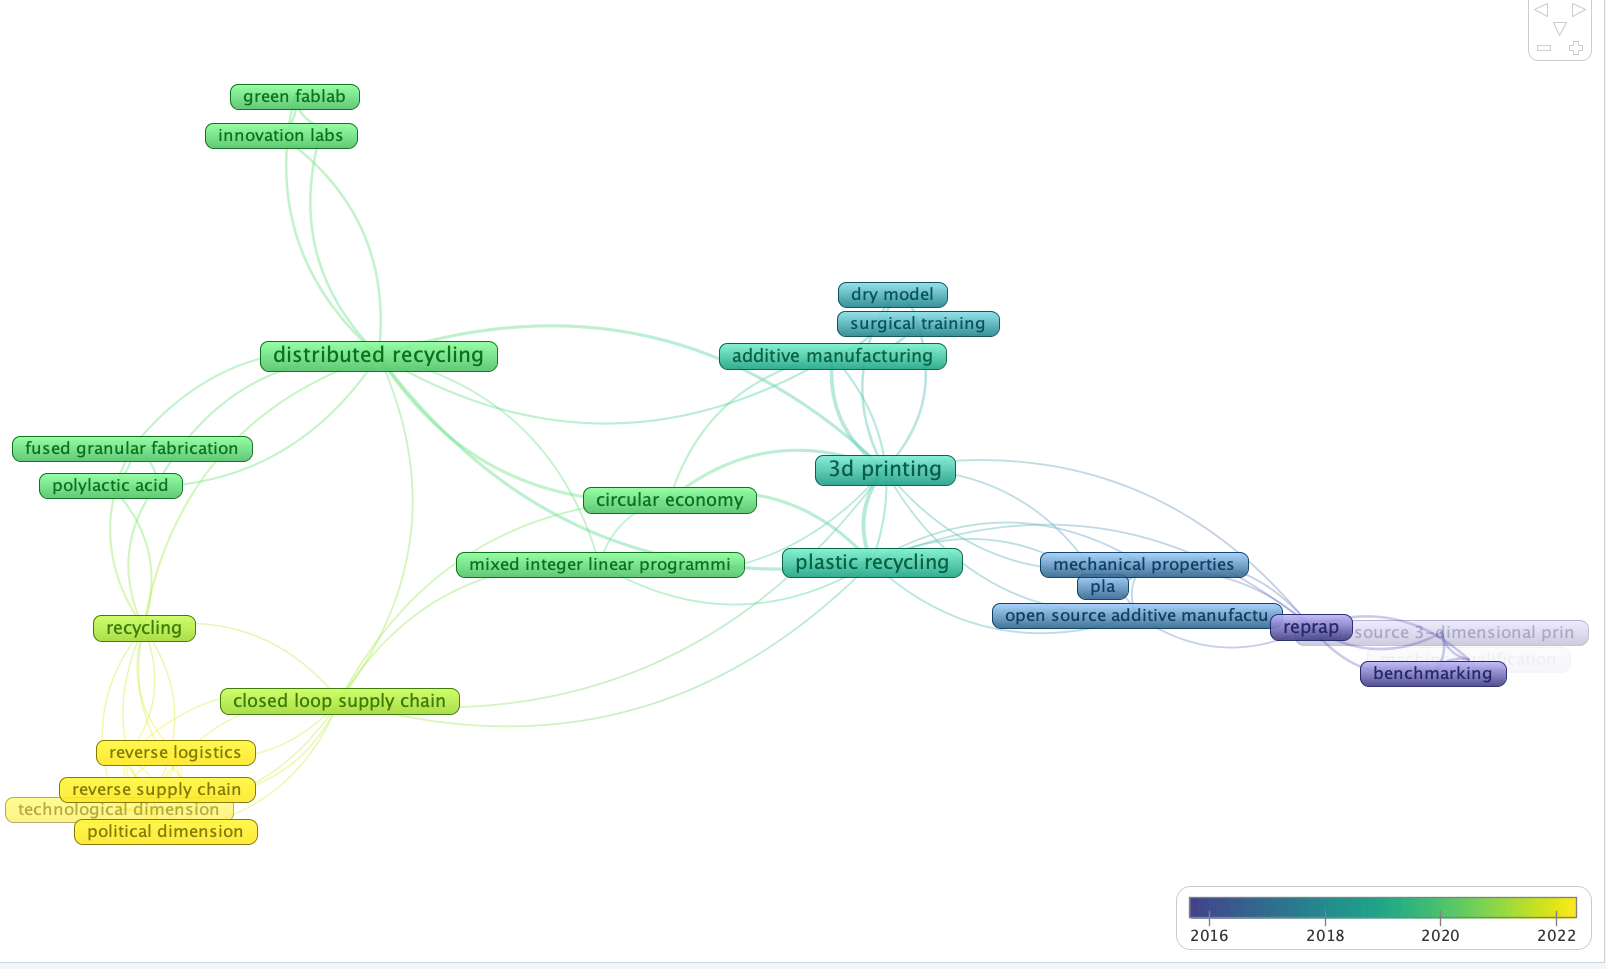 green fablab
innovation labs
dry model
surgical training
distributed recycling
additive manufacturing
fused granular fabrication
3d printing
polylactic acid
circular economy
mixed integer linear programmi
plastic recycling
mechanical properties
pla
open source additive manufactu
recycling
reprap
source 3-dimensional prin
benchmarking
closed loop supply chain
reverse logistics
reverse supply chain
technological dimension
political dimension
2016 2018 2020 2022